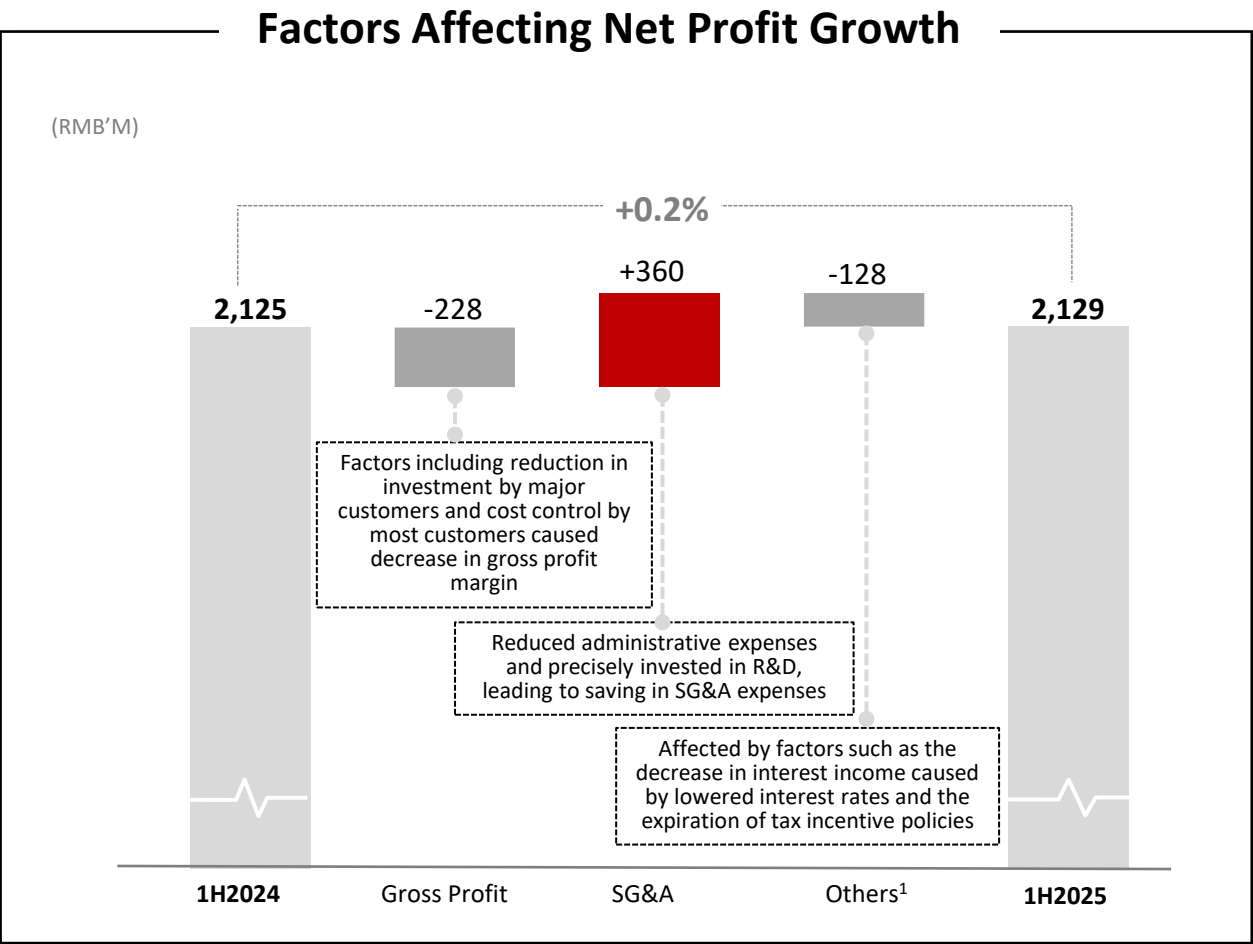 Factors Affecting Net Profit Growth
(RMB’M)
+0.2%
2,125
-228
+360
-128
2,129
Factors including reduction in
investment by major
customers and cost control by
most customers caused
decrease in gross profit
margin
Reduced administrative expenses
and precisely invested in R&D,
leading to saving in SG&A expenses
Affected by factors such as the
decrease in interest income caused
by lowered interest rates and the
expiration of tax incentive policies
1H2024
Gross Profit
SG&A
Others¹
1H2025